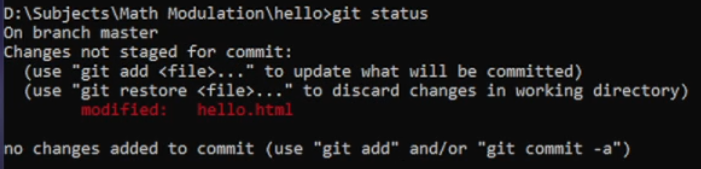 D:\Subjects\Math Modulation\hello>git status
On branch master
Changes not staged for commit:
  (use "git add <file>..." to update what will be committed)
  (use "git restore <file>..." to discard changes in working directory)
        modified:   hello.html

no changes added to commit (use "git add" and/or "git commit -a")